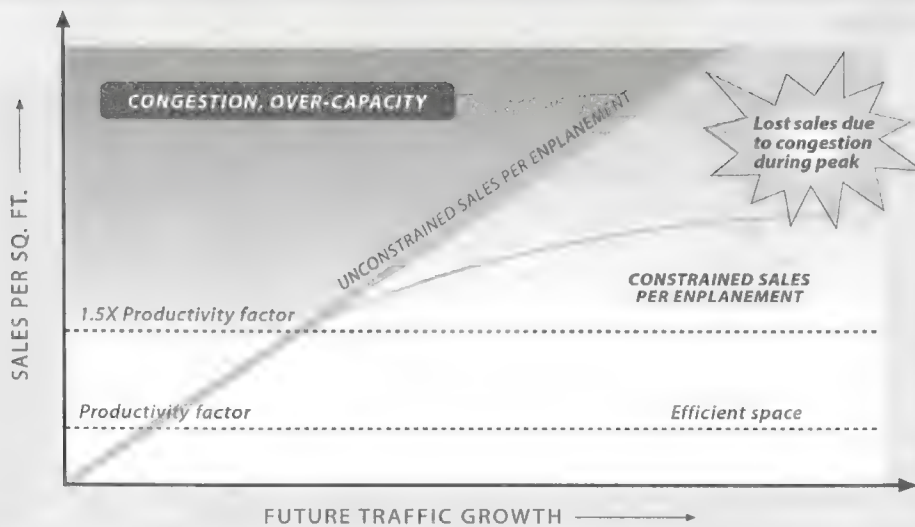 CONGESTION, OVER-CAPACITY
UNCONSTRAINED SALES PER ENPLANEMENT
Lost sales due
to congestion
during peak
CONSTRAINED SALES
PER ENPLANEMENT
1.5X Productivity factor
Productivity factor
Efficient space
SALES PER SQ. FT.
FUTURE TRAFFIC GROWTH